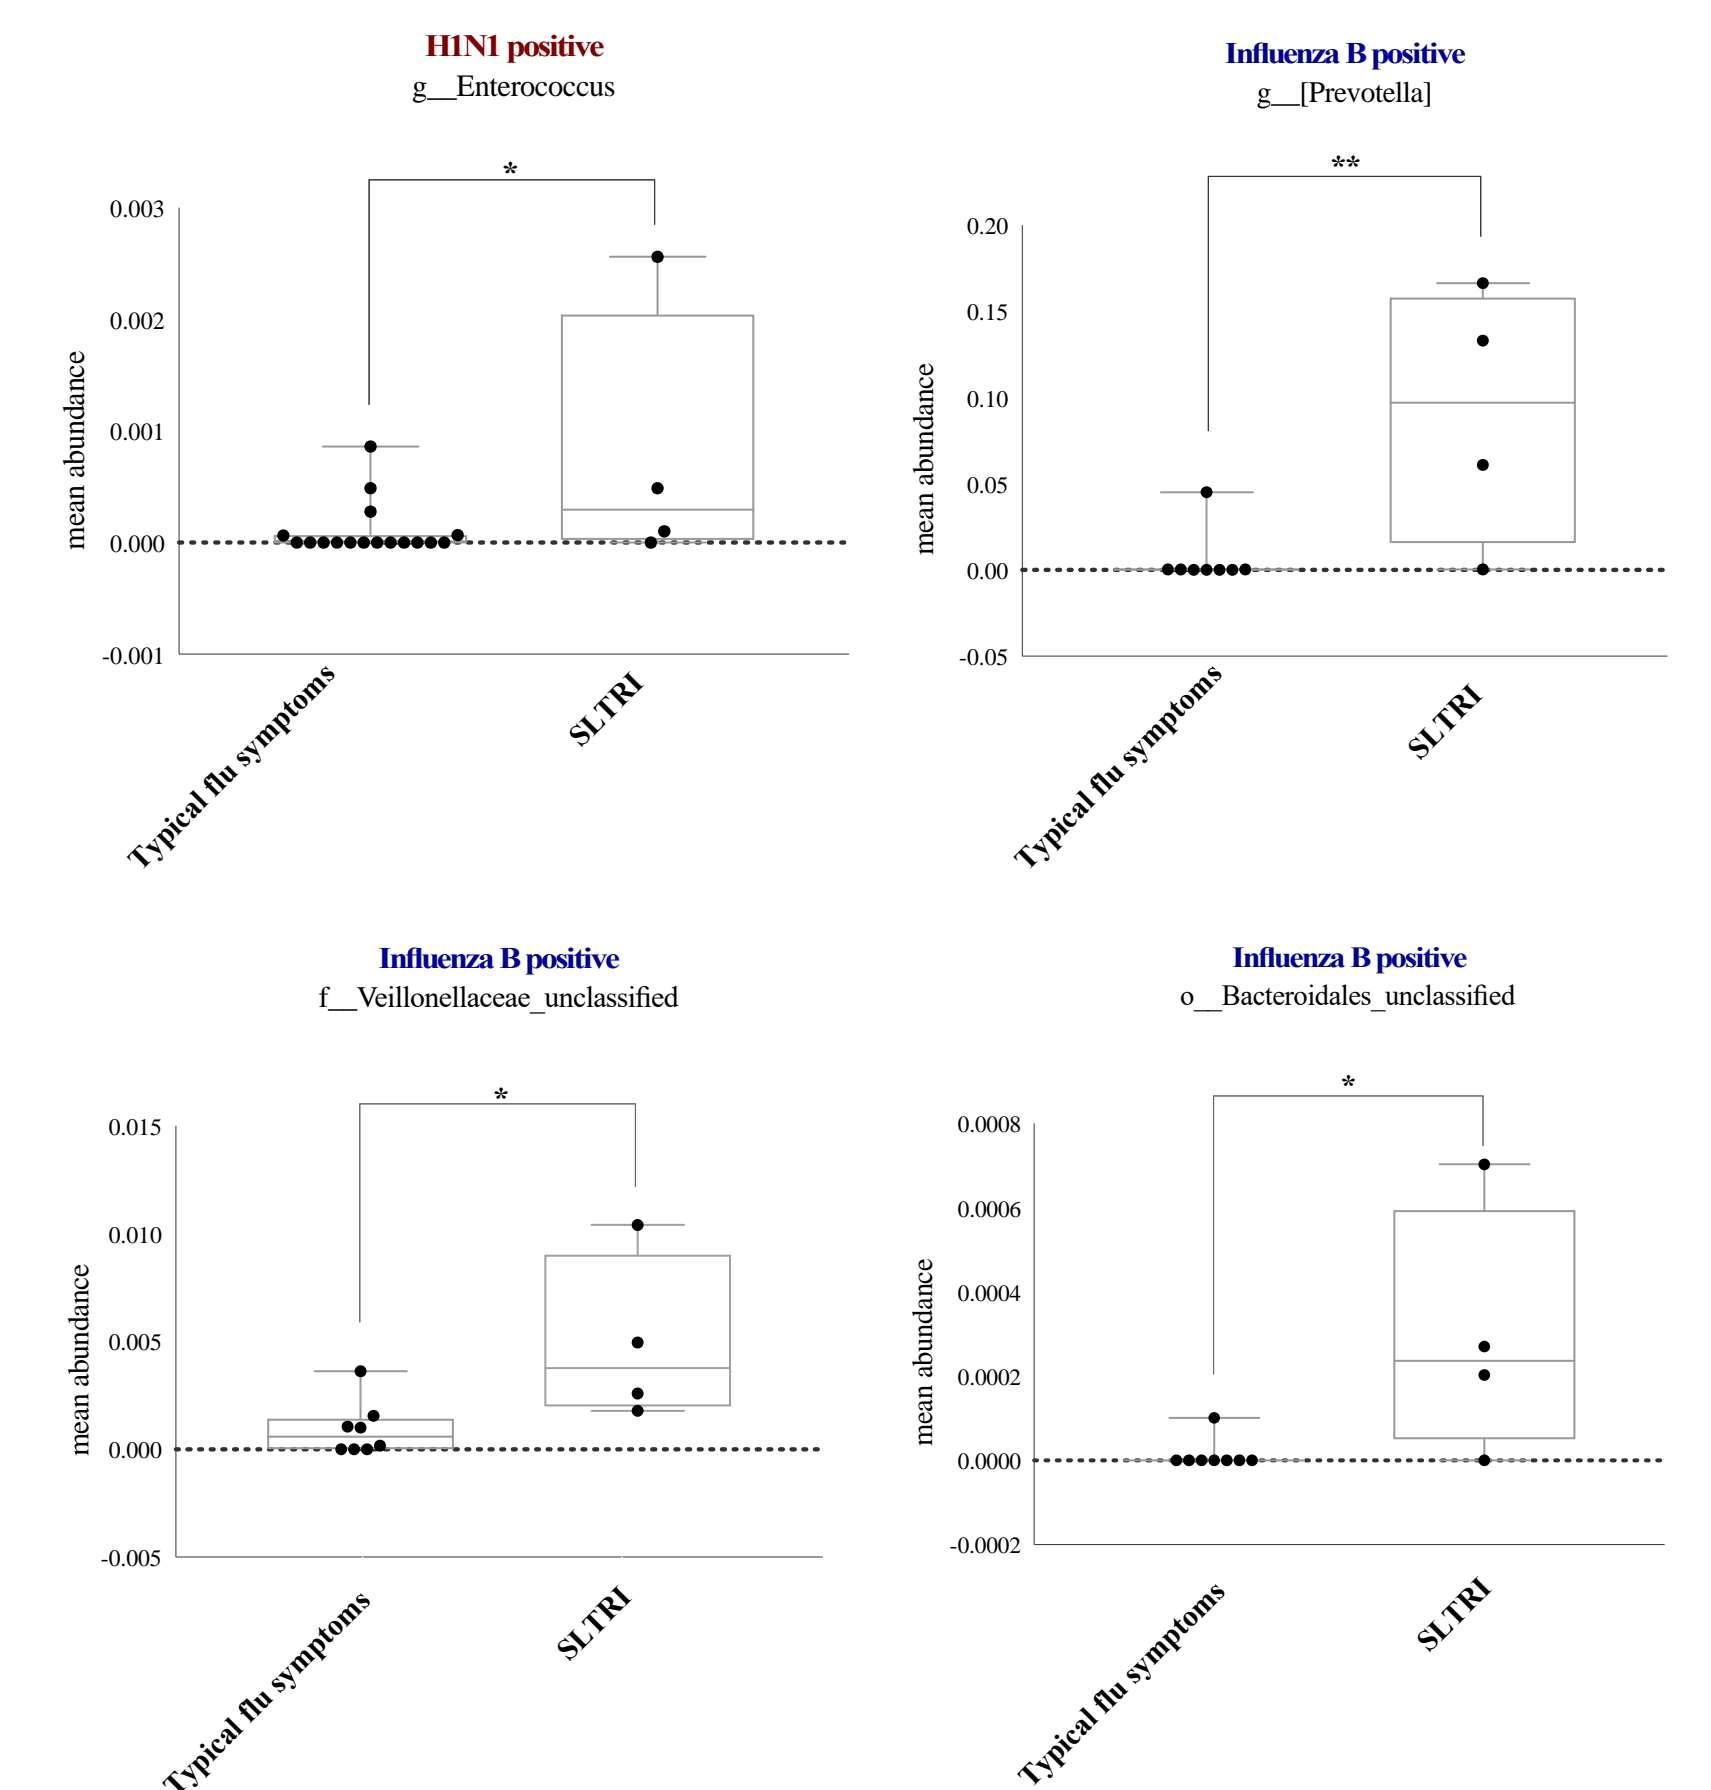 H1N1 positive
g__Enterococcus
*
0.003
0.002
0.001
0.000
-0.001
mean abundance
Typical flu symptoms
SLTRI
Influenza B positive
g__[Prevotella]
**
0.20
0.15
0.10
0.05
0.00
-0.05
mean abundance
Typical flu symptoms
SLTRI
Influenza B positive
f__Veillonellaceae_unclassified
*
0.015
0.010
0.005
0.000
-0.005
mean abundance
Typical flu symptoms
SLTRI
Influenza B positive
o__Bacteroidales_unclassified
*
0.0008
0.0006
0.0004
0.0002
0.0000
-0.0002
mean abundance
Typical flu symptoms
SLTRI